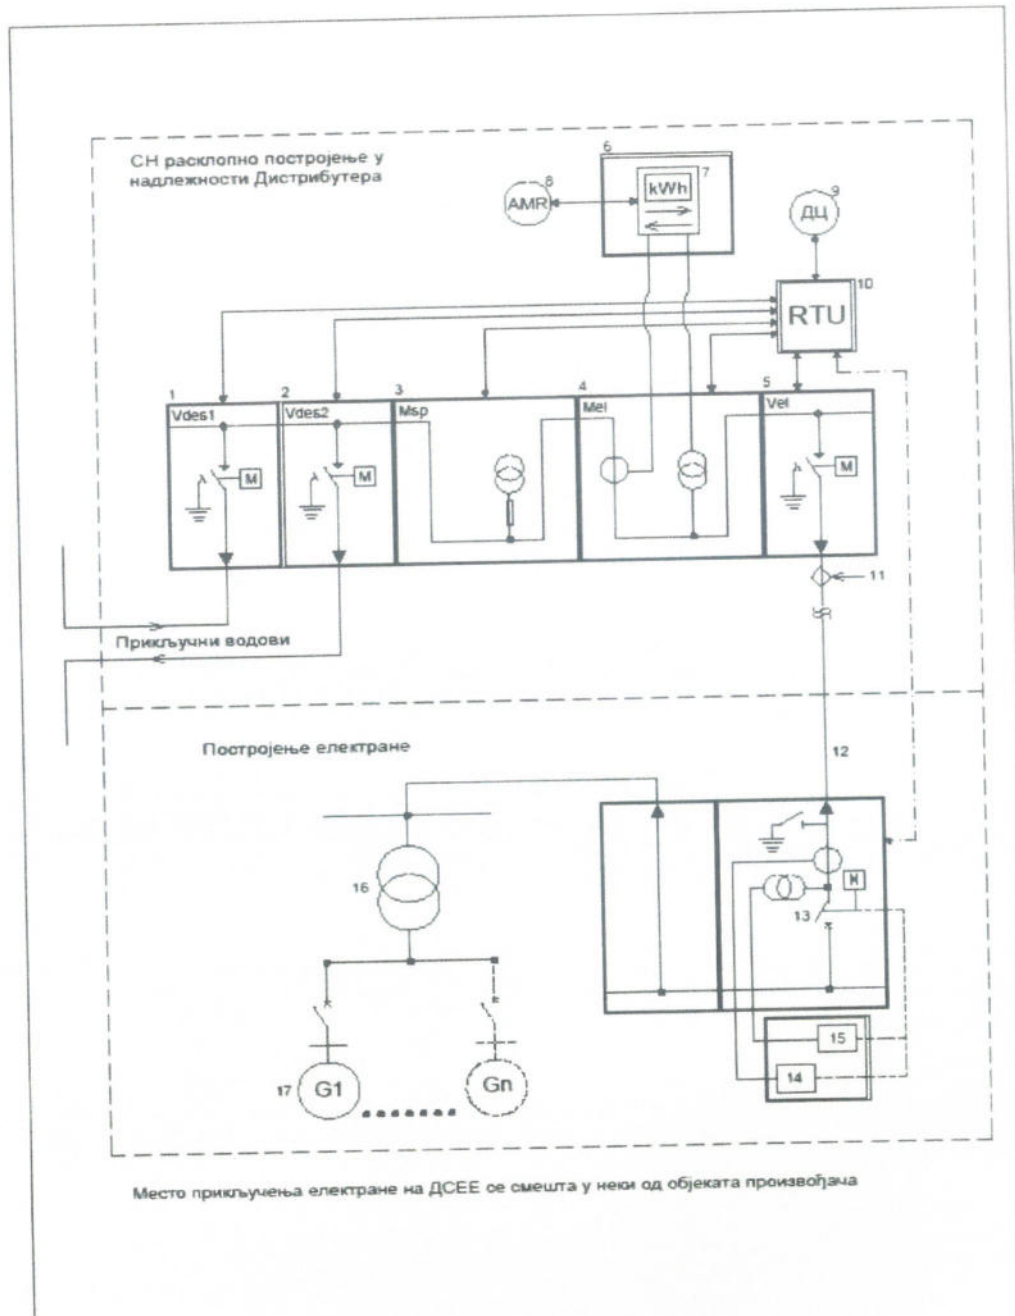 СН расклопно постројење у
надлежности Дистрибутера
6
7
kWh
8
AMR
9
ДЦ
10
RTU
1
Vdes1
M
2
Vdes2
M
3
Msp
4
Mel
5
Vel
M
11
Прикључни водови
Постројење електране
12
16
13
M
15
14
17
G1
Gn
Место прикључења електране на ДСЕЕ се смешта у неки од објеката произвођача